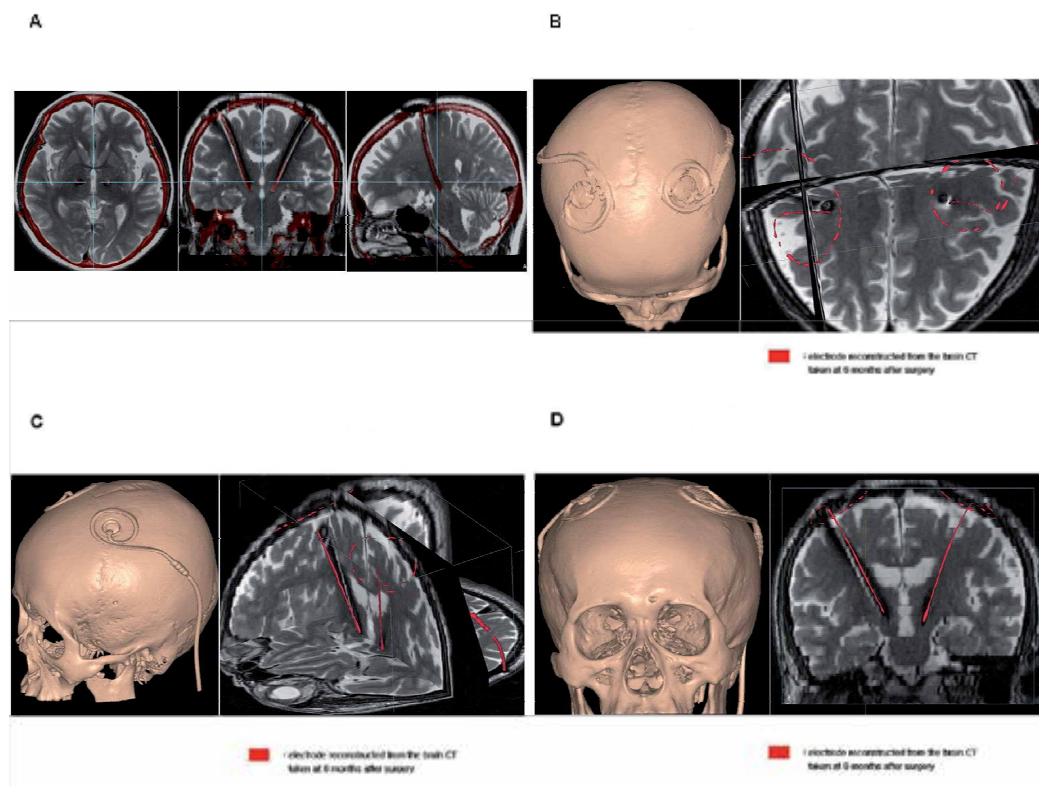 A
B
: electrode reconstructed from the brain CT
taken at 6 months after surgery
C
D
: electrode reconstructed from the brain CT
taken at 6 months after surgery
: electrode reconstructed from the brain CT
taken at 6 months after surgery